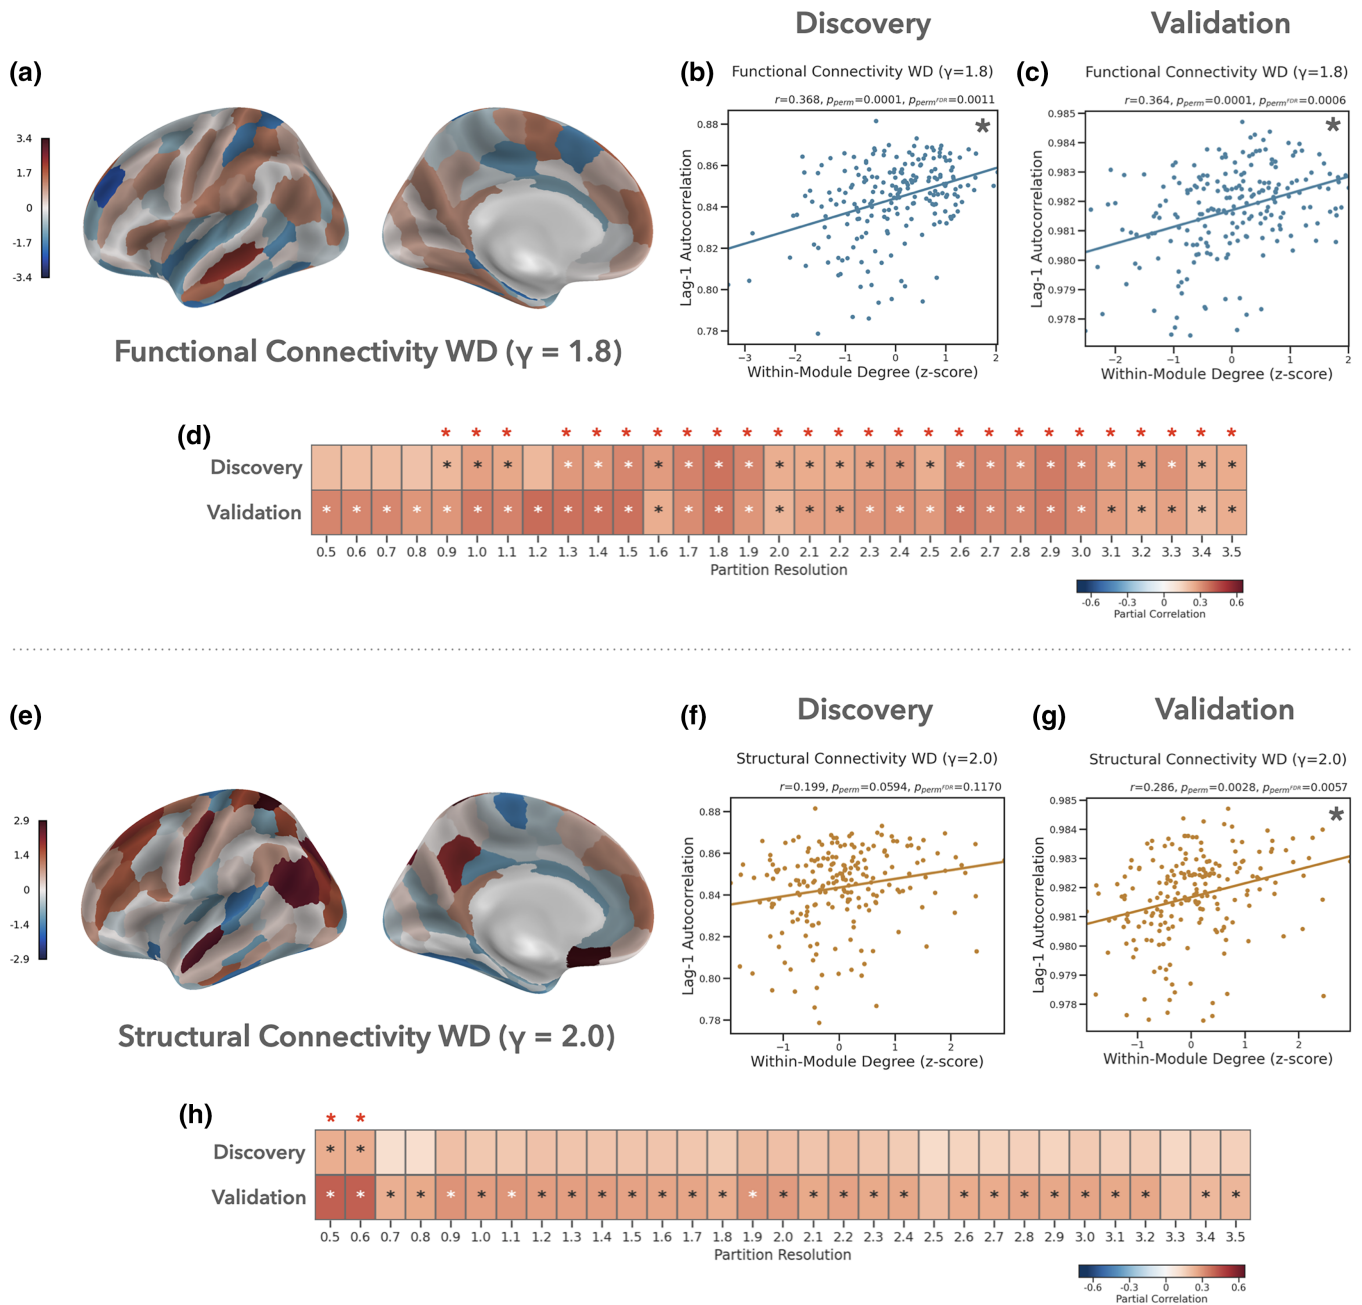 Discovery
Validation
(a)
3.4
1.7
0
-1.7
-3.4
Functional Connectivity WD (γ = 1.8)
(b)
Functional Connectivity WD (γ=1.8)
r=0.368, pperm=0.0001, ppermFDR=0.0011
*
0.88
0.86
0.84
0.82
0.80
0.78
Lag-1 Autocorrelation
−3 −2 −1 0 1 2
Within-Module Degree (z-score)
(c)
Functional Connectivity WD (γ=1.8)
r=0.364, pperm=0.0001, ppermFDR=0.0006
*
0.985
0.984
0.983
0.982
0.981
0.980
0.979
0.978
Lag-1 Autocorrelation
−2 −1 0 1 2
Within-Module Degree (z-score)
(d)
* * * * * * * * * * * * * * * * * * * * * * * * * *
Discovery * * * * * * * * * * * * * * * * * * * * * * * * * *
Validation * * * * * * * * * * * * * * * * * * * * * * * * * * * * * * *
0.5 0.6 0.7 0.8 0.9 1.0 1.1 1.2 1.3 1.4 1.5 1.6 1.7 1.8 1.9 2.0 2.1 2.2 2.3 2.4 2.5 2.6 2.7 2.8 2.9 3.0 3.1 3.2 3.3 3.4 3.5
Partition Resolution
-0.6 -0.3 0 0.3 0.6
Partial Correlation
(e)
2.9
1.4
0
-1.4
-2.9
Structural Connectivity WD (γ = 2.0)
(f)
Discovery
Structural Connectivity WD (γ=2.0)
r=0.199, pperm=0.0594, ppermFDR=0.1170
0.88
0.86
0.84
0.82
0.80
0.78
Lag-1 Autocorrelation
−1 0 1 2
Within-Module Degree (z-score)
(g)
Validation
Structural Connectivity WD (γ=2.0)
r=0.286, pperm=0.0028, ppermFDR=0.0057
*
0.985
0.984
0.983
0.982
0.981
0.980
0.979
0.978
Lag-1 Autocorrelation
−1 0 1 2
Within-Module Degree (z-score)
(h)
* *
Discovery * *
Validation * * * * * * * * * * * * * * * * * * * * * * * * * * * * *
0.5 0.6 0.7 0.8 0.9 1.0 1.1 1.2 1.3 1.4 1.5 1.6 1.7 1.8 1.9 2.0 2.1 2.2 2.3 2.4 2.5 2.6 2.7 2.8 2.9 3.0 3.1 3.2 3.3 3.4 3.5
Partition Resolution
-0.6 -0.3 0 0.3 0.6
Partial Correlation